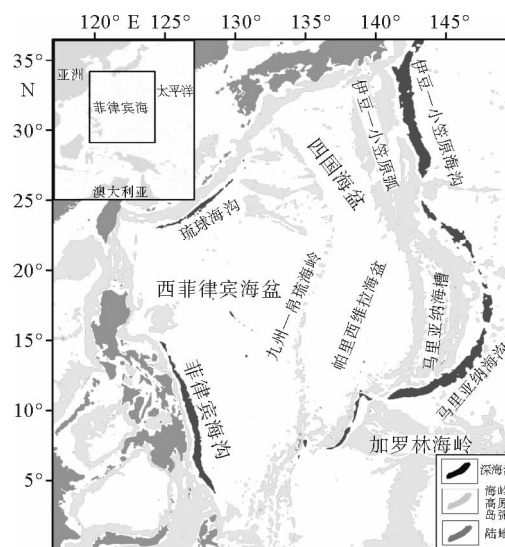 120° E 125° 130° 135° 140° 145°
35°
N
30°
25°
20°
15°
10°
5°
亚洲
太平洋
菲律宾海
澳大利亚
伊豆—小笠原弧
伊豆—小笠原海沟
四国海盆
琉球海沟
西菲律宾海盆
九州—帛琉海岭
帕里西维拉海盆
马里亚纳海槽
马里亚纳海沟
菲律宾海沟
加罗林海岭
深海
海岭
高原
岛弧
陆地